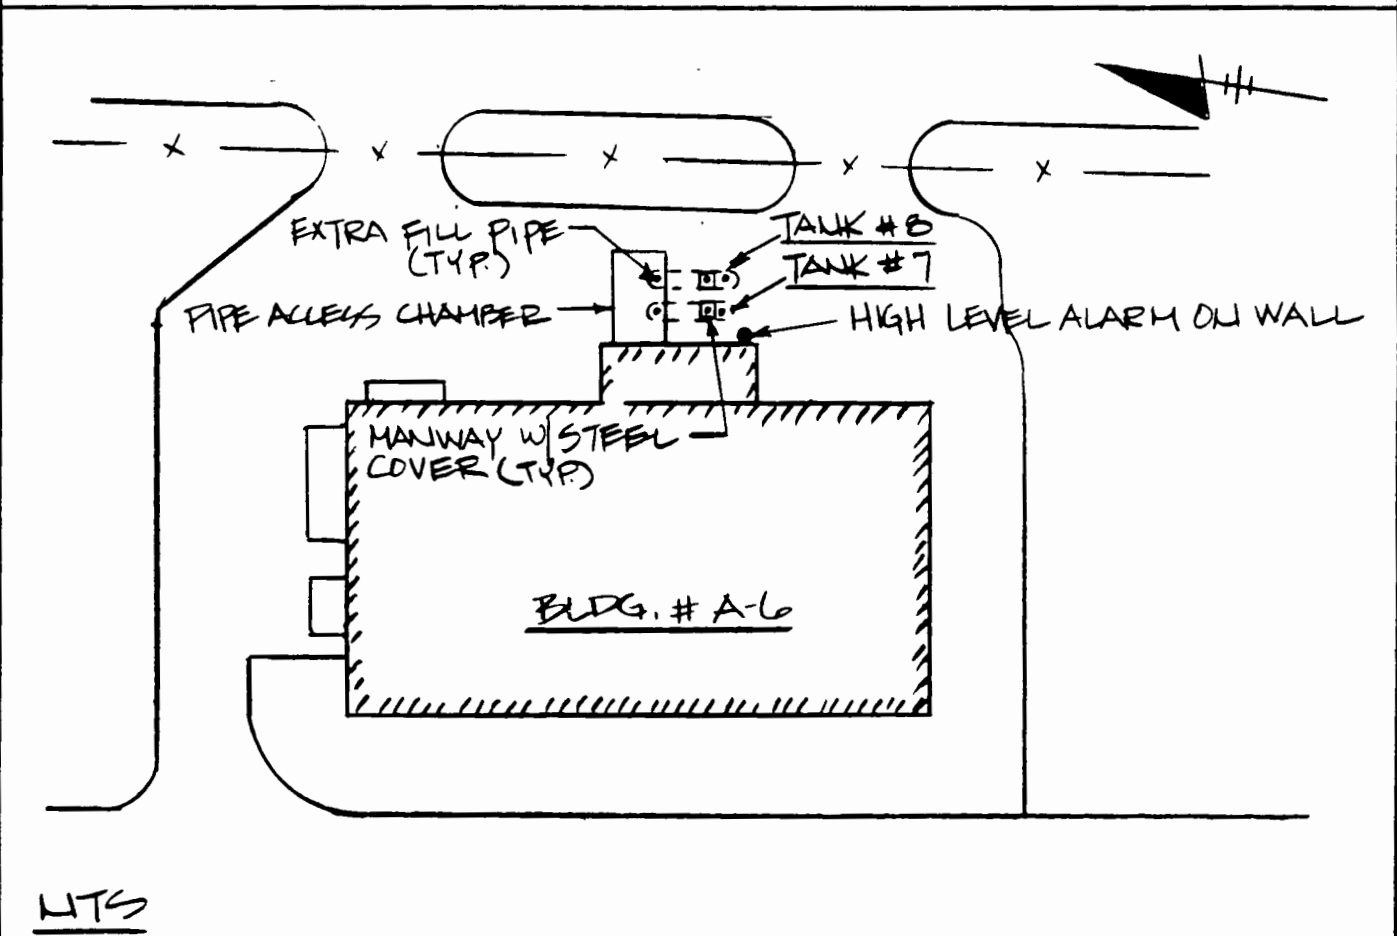 EXTRA FILL PIPE
(TYP.)
TANK #8
TANK #7
PIPE ACCESS CHAMBER
HIGH LEVEL ALARM ON WALL
MANWAY W/ STEEL
COVER (TYP.)
BLDG. # A-6
NTS